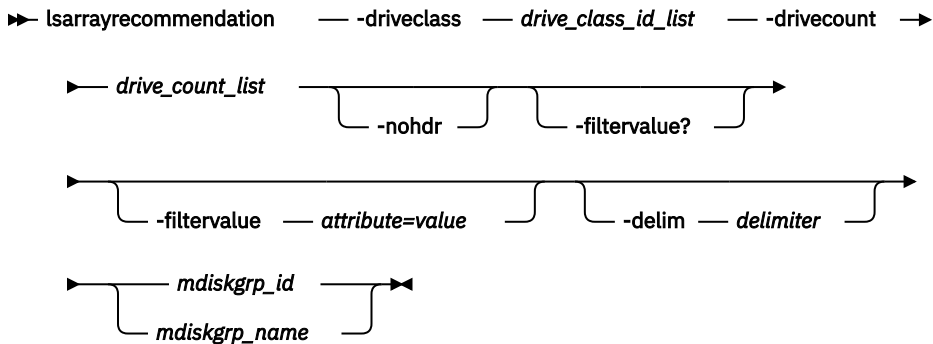 lsarrayrecommendation -driveclass drive_class_id_list -drivecount
drive_count_list
-nohdr -filtervalue?
-filtervalue attribute=value -delim delimiter
mdiskgrp_id
mdiskgrp_name